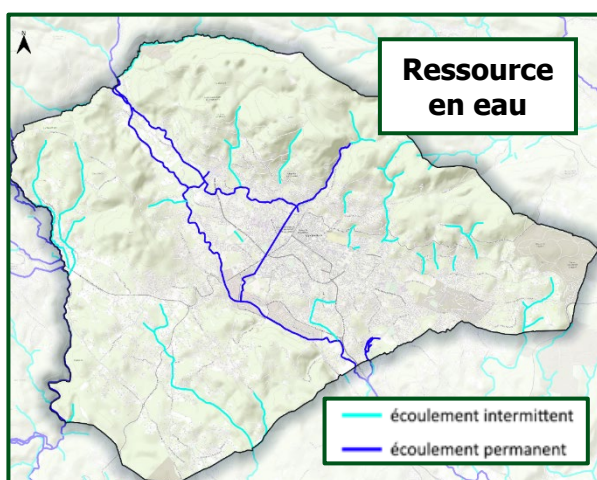 N
Ressource
en eau
écoulement intermittent
écoulement permanent